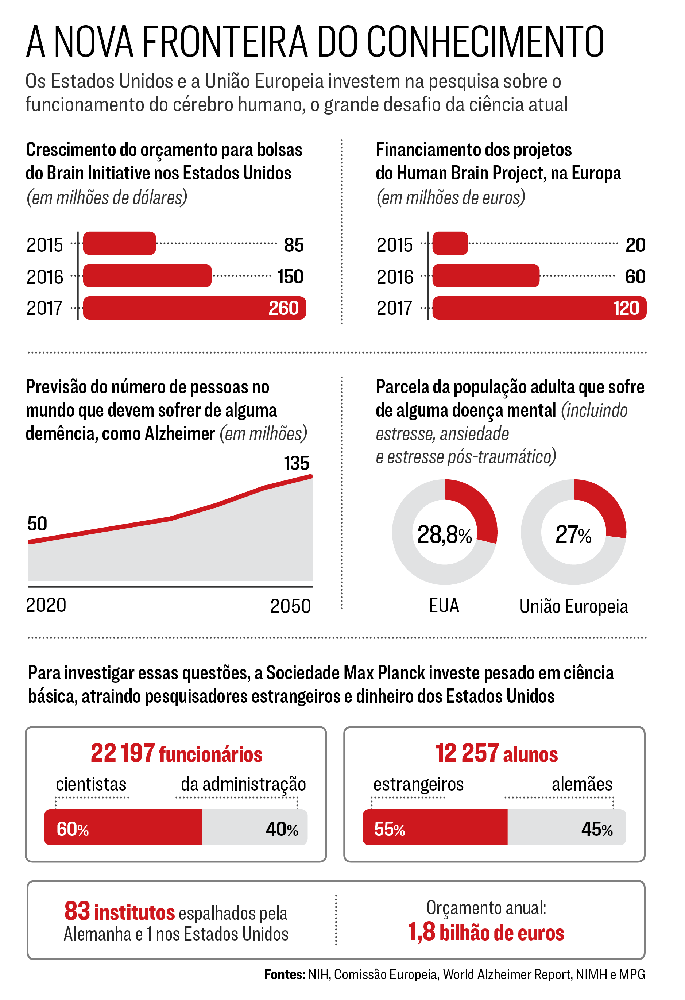 A NOVA FRONTEIRA DO CONHECIMENTO
Os Estados Unidos e a União Europeia investem na pesquisa sobre o
funcionamento do cérebro humano, o grande desafio da ciência atual
Crescimento do orçamento para bolsas
do Brain Initiative nos Estados Unidos
(em milhões de dólares)
2015 85
2016 150
2017 260
Financiamento dos projetos
do Human Brain Project, na Europa
(em milhões de euros)
2015 20
2016 60
2017 120
Previsão do número de pessoas no
mundo que devem sofrer de alguma
demência, como Alzheimer (em milhões)
135
50
2020 2050
Parcela da população adulta que sofre
de alguma doença mental (incluindo
estresse, ansiedade
e estresse pós-traumático)
28,8% 27%
EUA União Europeia
Para investigar essas questões, a Sociedade Max Planck investe pesado em ciência
básica, atraindo pesquisadores estrangeiros e dinheiro dos Estados Unidos
22 197 funcionários
cientistas da administração
60% 40%
12 257 alunos
estrangeiros alemães
55% 45%
83 institutos espalhados pela
Alemanha e 1 nos Estados Unidos
Orçamento anual:
1,8 bilhão de euros
Fontes: NIH, Comissão Europeia, World Alzheimer Report, NIMH e MPG